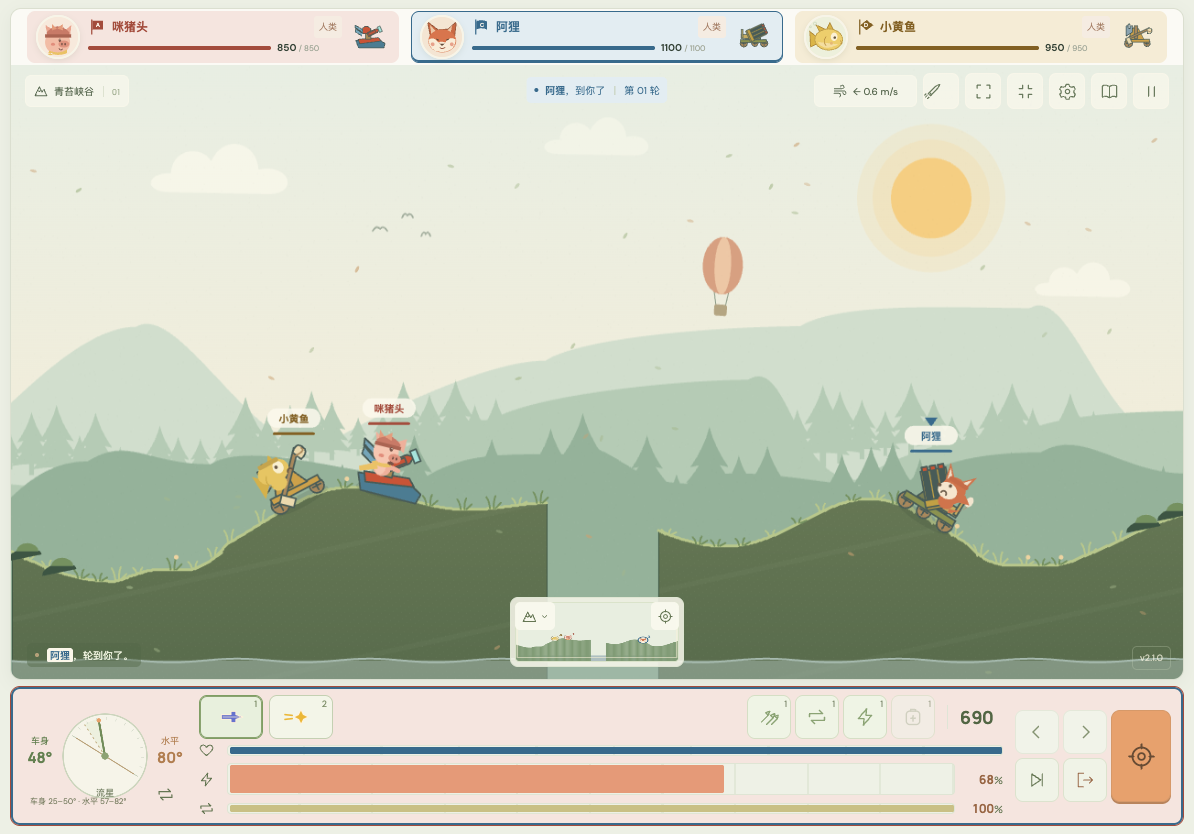 A 咪猪头 人类
850 / 850
C 阿狸 人类
1100 / 1100
小黄鱼 人类
950 / 950
青苔峡谷 01
阿狸，到你了 第 01 轮
← 0.6 m/s
小黄鱼
咪猪头
阿狸
阿狸，轮到你了。
v2.1.0
1
2
1
1
1
1
690
车身
48°
水平
80°
流星
车身 25–50° · 水平 57–82°
68%
100%